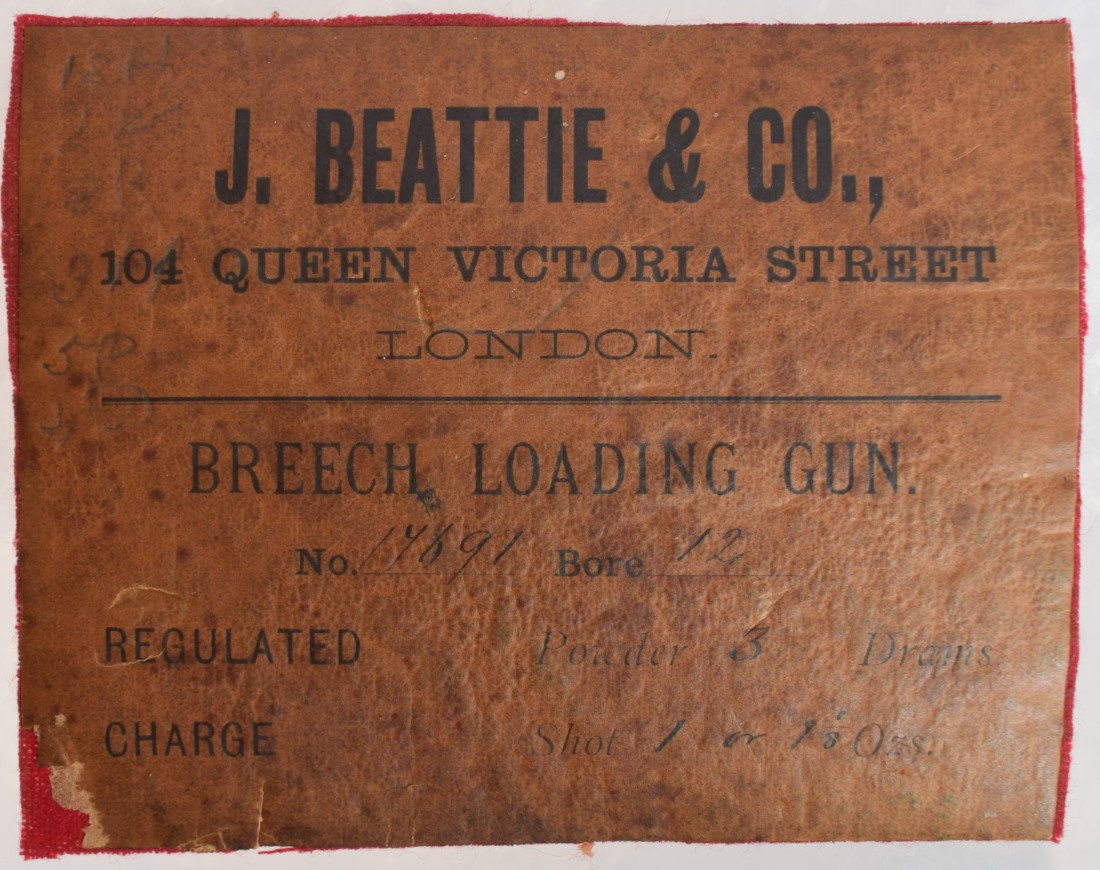 J. BEATTIE & CO.,
104 QUEEN VICTORIA STREET
LONDON.
BREECH LOADING GUN.
No. 17691 Bore 12
REGULATED Powder 3 Drams
CHARGE Shot 1 or 1⅛ Ozs.